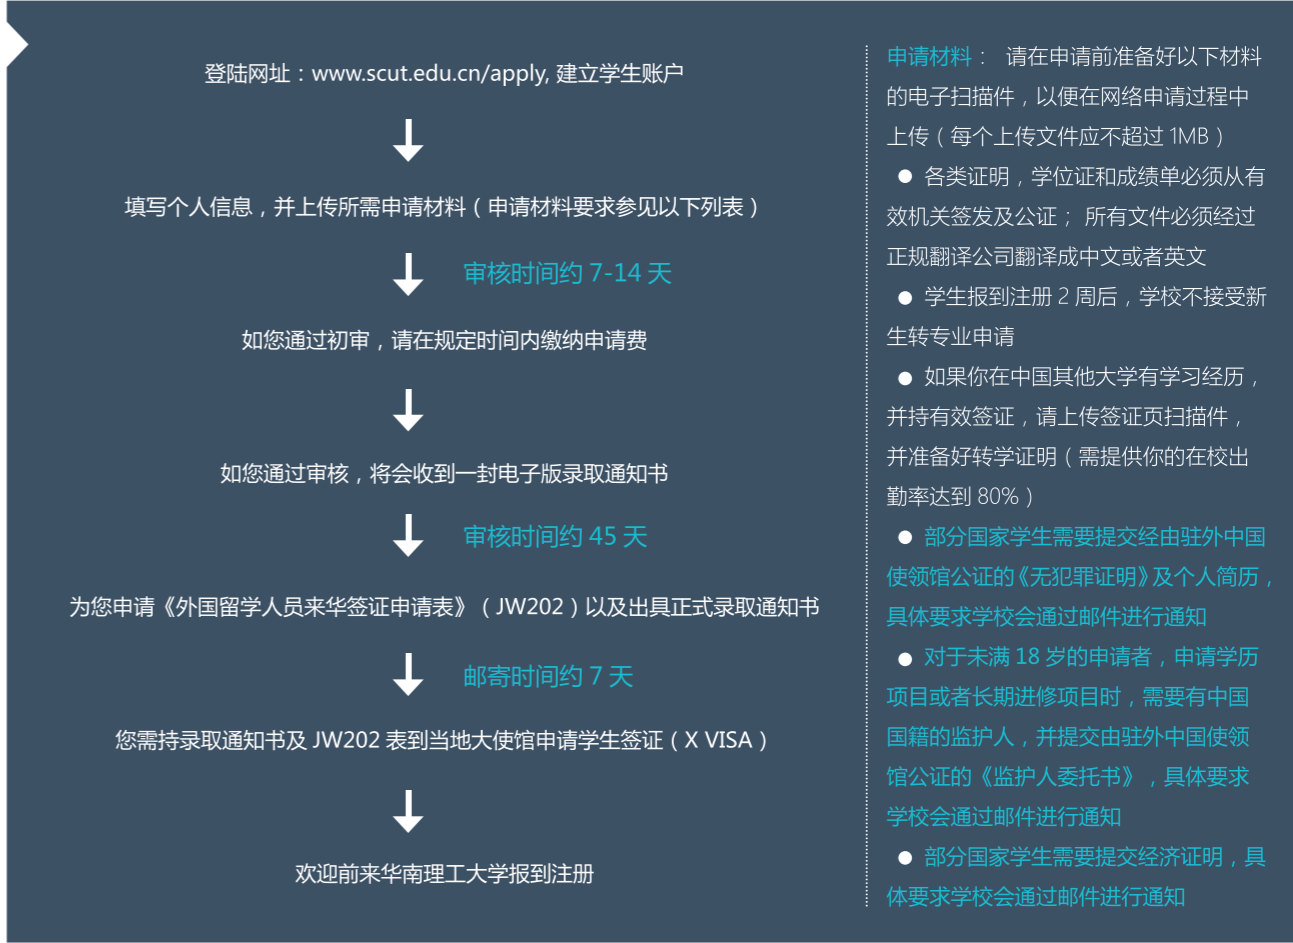 登陆网址：www.scut.edu.cn/apply, 建立学生账户
填写个人信息，并上传所需申请材料（申请材料要求参见以下列表）
审核时间约 7-14 天
如您通过初审，请在规定时间内缴纳申请费
如您通过审核，将会收到一封电子版录取通知书
审核时间约 45 天
为您申请《外国留学人员来华签证申请表》（JW202）以及出具正式录取通知书
邮寄时间约 7 天
您需持录取通知书及 JW202 表到当地大使馆申请学生签证（X VISA）
欢迎前来华南理工大学报到注册
申请材料： 请在申请前准备好以下材料
的电子扫描件，以便在网络申请过程中
上传（每个上传文件应不超过 1MB）
● 各类证明，学位证和成绩单必须从有
效机关签发及公证； 所有文件必须经过
正规翻译公司翻译成中文或者英文
● 学生报到注册 2 周后，学校不接受新
生转专业申请
● 如果你在中国其他大学有学习经历，
并持有效签证，请上传签证页扫描件，
并准备好转学证明（需提供你的在校出
勤率达到 80%）
● 部分国家学生需要提交经由驻外中国
使领馆公证的《无犯罪证明》及个人简历，
具体要求学校会通过邮件进行通知
● 对于未满 18 岁的申请者，申请学历
项目或者长期进修项目时，需要有中国
国籍的监护人，并提交由驻外中国使领
馆公证的《监护人委托书》，具体要求
学校会通过邮件进行通知
● 部分国家学生需要提交经济证明，具
体要求学校会通过邮件进行通知